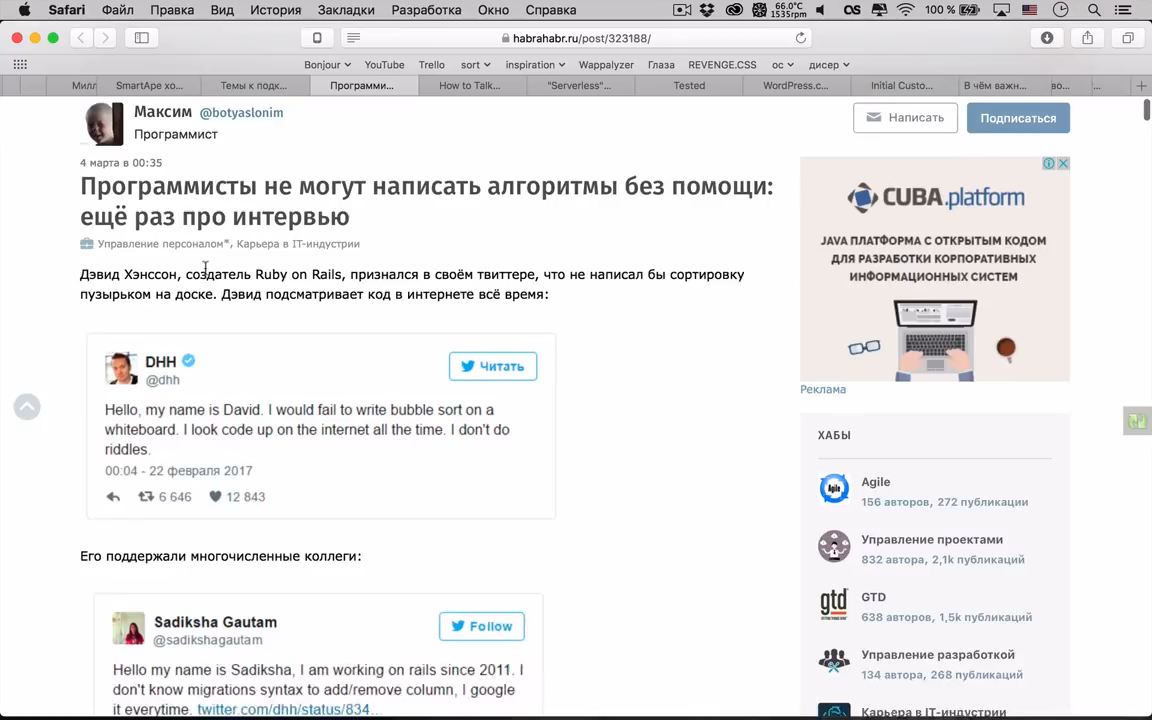 Safari Файл Правка Вид История Закладки Разработка Окно Справка
66.0°C
1535rpm
100 %
habrahabr.ru/post/323188/
Bonjour YouTube Trello sort inspiration Wappalyzer Глаза REVENGE.CSS ос дисер
Милл SmartApe хо... Темы к подк... Программи... How to Talk... "Serverless"... Tested WordPress.c... Initial Custo... В чём важн... во... ...
Максим @botyaslonim
Программист
Написать
Подписаться
4 марта в 00:35
Программисты не могут написать алгоритмы без помощи:
ещё раз про интервью
Управление персоналом*, Карьера в IT-индустрии
Дэвид Хэнссон, создатель Ruby on Rails, признался в своём твиттере, что не написал бы сортировку
пузырьком на доске. Дэвид подсматривает код в интернете всё время:
DHH
@dhh
Читать
Hello, my name is David. I would fail to write bubble sort on a
whiteboard. I look code up on the internet all the time. I don't do
riddles.
00:04 - 22 февраля 2017
6 646 12 843
Его поддержали многочисленные коллеги:
Sadiksha Gautam
@sadikshagautam
Follow
Hello my name is Sadiksha, I am working on rails since 2011. I
don't know migrations syntax to add/remove column, I google
it everytime. twitter.com/dhh/status/834...
CUBA.platform
JAVA ПЛАТФОРМА С ОТКРЫТЫМ КОДОМ
ДЛЯ РАЗРАБОТКИ КОРПОРАТИВНЫХ
ИНФОРМАЦИОННЫХ СИСТЕМ
Реклама
ХАБЫ
Agile
Agile
156 авторов, 272 публикации
Управление проектами
832 автора, 2,1k публикаций
gtd
GTD
638 авторов, 1,5k публикаций
Управление разработкой
134 автора, 268 публикаций
Карьера в IT-индустрии